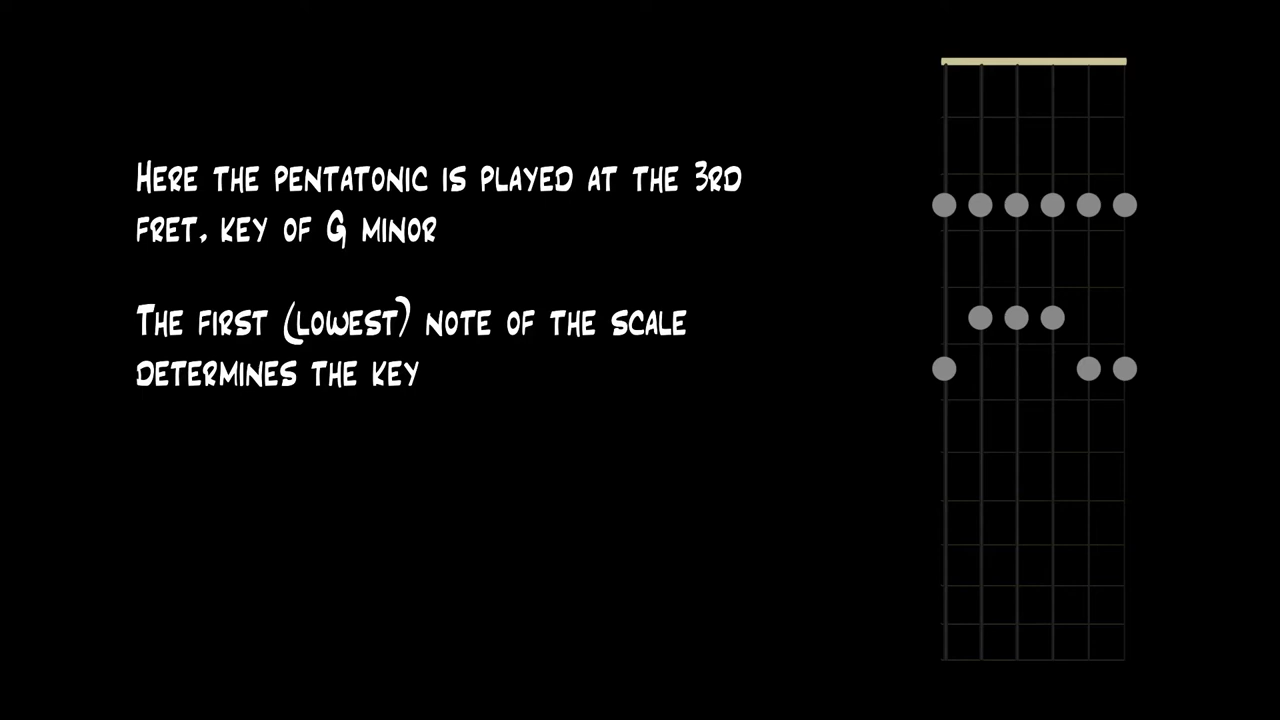 Here the pentatonic is played at the 3rd
fret, key of G minor
The first (lowest) note of the scale
determines the key